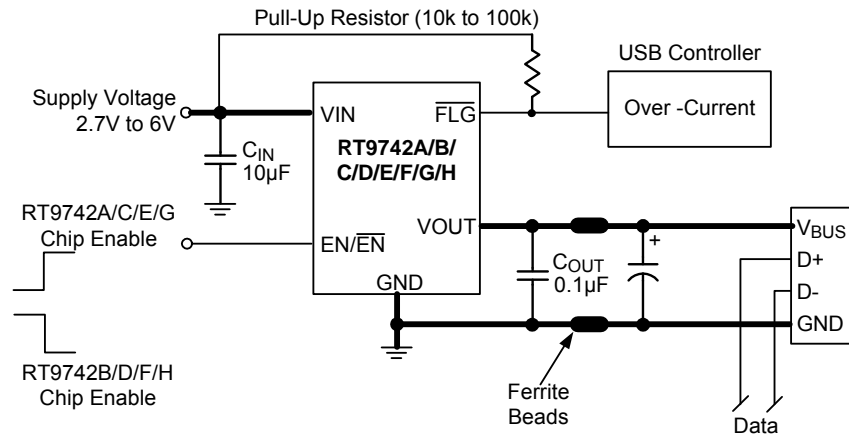 Pull-Up Resistor (10k to 100k)
USB Controller
Supply Voltage
2.7V to 6V
VIN
FLG
Over -Current
RT9742A/B/
C/D/E/F/G/H
CIN
10µF
RT9742A/C/E/G
Chip Enable
EN/EN
VOUT
GND
COUT
0.1µF
+
VBUS
D+
D-
GND
RT9742B/D/F/H
Chip Enable
Ferrite
Beads
Data